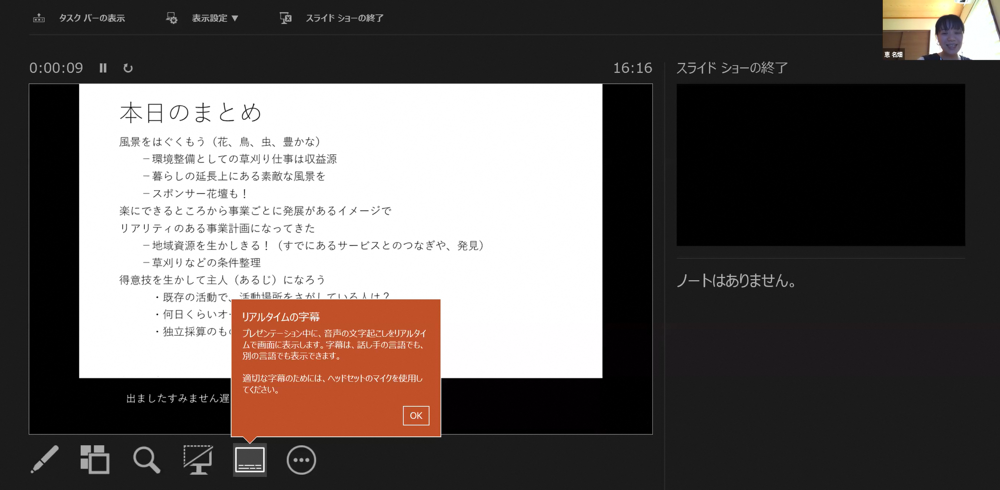 タスク バーの表示
表示設定 ▼
スライド ショーの終了
恵 名畑
0:00:09
16:16
スライド ショーの終了
本日のまとめ
風景をはぐくもう（花、鳥、虫、豊かな）
－環境整備としての草刈り仕事は収益源
－暮らしの延長上にある素敵な風景を
－スポンサー花壇も！
楽にできるところから事業ごとに発展があるイメージで
リアリティのある事業計画になってきた
－地域資源を生かしきる！（すでにあるサービスとのつなぎや、発見）
－草刈りなどの条件整理
得意技を生かして主人（あるじ）になろう
・既存の活動で、活動場所をさがしている人は？
・何日くらいオ
・独立採算のも
リアルタイムの字幕
プレゼンテーション中に、音声の文字起こしをリアルタイ
ムで画面に表示します。字幕は、話し手の言語でも、
別の言語でも表示できます。
適切な字幕のためには、ヘッドセットのマイクを使用し
てください。
OK
出ましたすみません遅
ノートはありません。